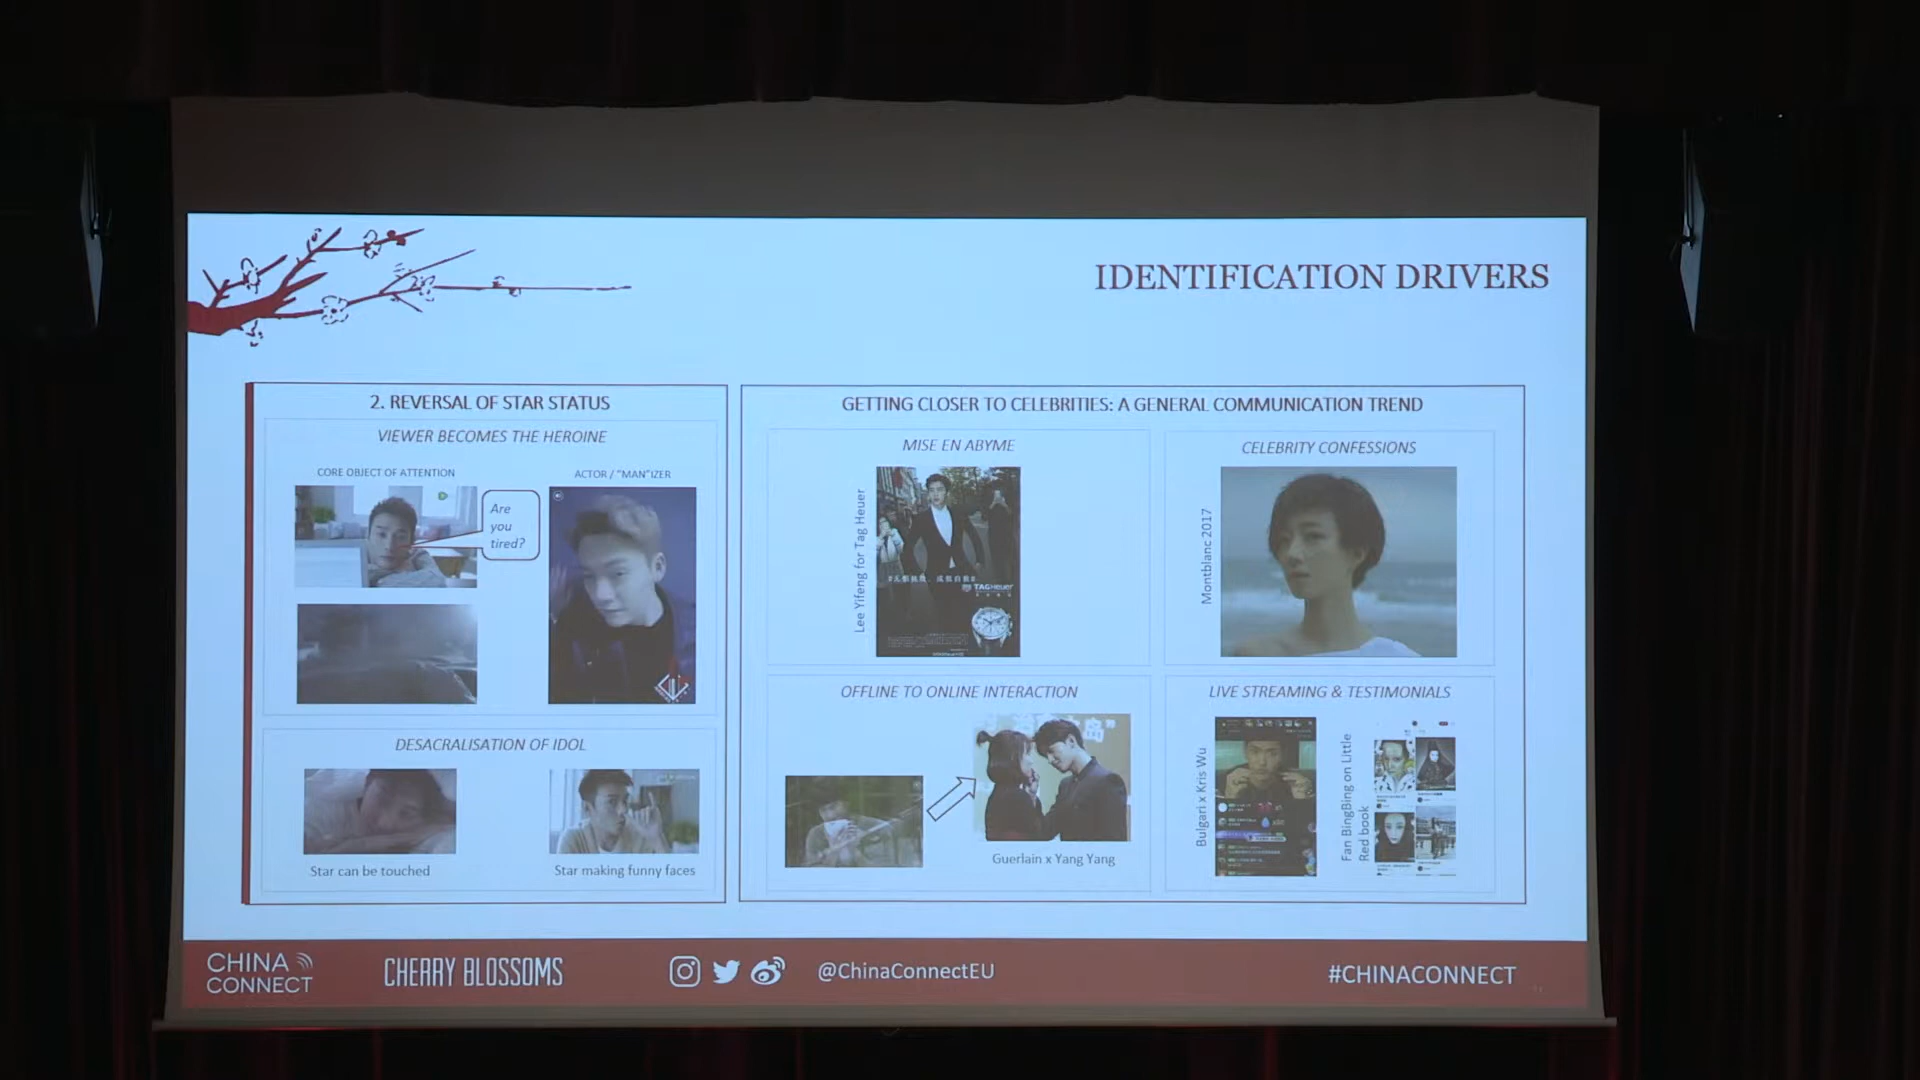 IDENTIFICATION DRIVERS
2. REVERSAL OF STAR STATUS
VIEWER BECOMES THE HEROINE
CORE OBJECT OF ATTENTION
ACTOR / "MAN"IZER
Are
you
tired?
DESACRALISATION OF IDOL
Star can be touched
Star making funny faces
GETTING CLOSER TO CELEBRITIES: A GENERAL COMMUNICATION TREND
MISE EN ABYME
Lee Yifeng for Tag Heuer
TAGHeuer
CELEBRITY CONFESSIONS
Montblanc 2017
OFFLINE TO ONLINE INTERACTION
Guerlain x Yang Yang
LIVE STREAMING & TESTIMONIALS
Bulgari x Kris Wu
Fan BingBing on Little
Red book
CHINA
CONNECT
CHERRY BLOSSOMS
@ChinaConnectEU
#CHINACONNECT